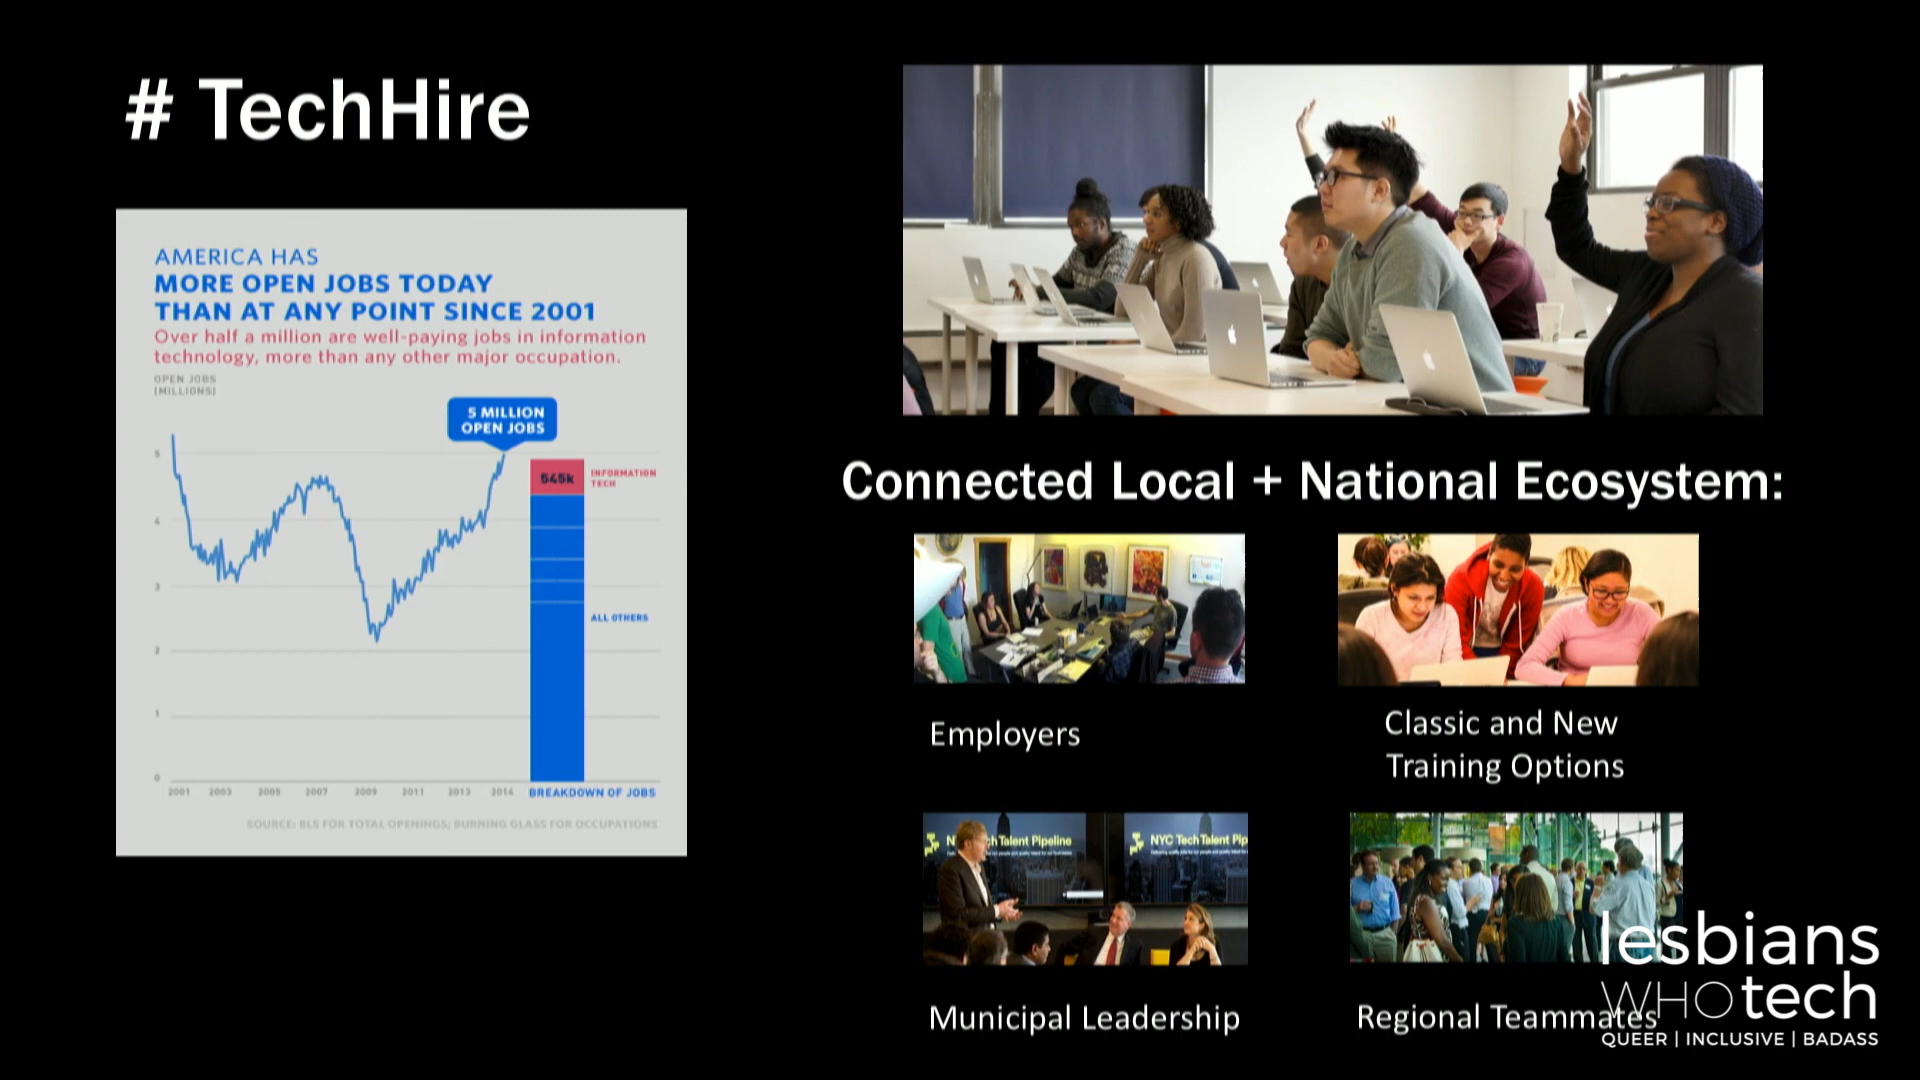 # TechHire
AMERICA HAS
MORE OPEN JOBS TODAY
THAN AT ANY POINT SINCE 2001
Over half a million are well-paying jobs in information
technology, more than any other major occupation.
OPEN JOBS
(MILLIONS)
5 MILLION
OPEN JOBS
5
4
3
2
1
0
545k
INFORMATION
TECH
ALL OTHERS
2001 2003 2005 2007 2009 2011 2013 2014 BREAKDOWN OF JOBS
SOURCE: BLS FOR TOTAL OPENINGS; BURNING GLASS FOR OCCUPATIONS
Connected Local + National Ecosystem:
Employers
Classic and New
Training Options
Tech Talent Pipeline
NYC Tech Talent Pip
Municipal Leadership
Regional Teammates
lesbians
WHO tech
QUEER | INCLUSIVE | BADASS